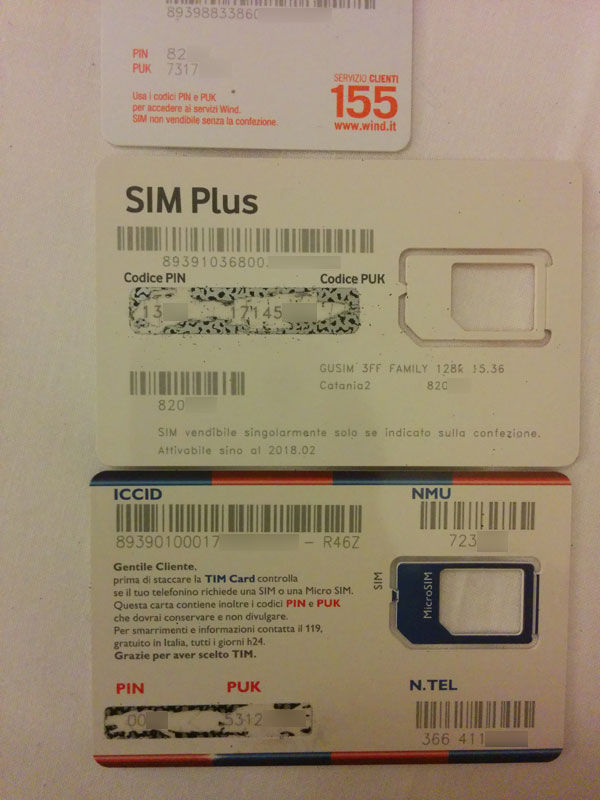 89398833860
PIN 82
PUK 7317
Usa i codici PIN e PUK
per accedere ai servizi Wind.
SIM non vendibile senza la confezione.
SERVIZIO CLIENTI
155
www.wind.it
SIM Plus
89391036800.
Codice PIN Codice PUK
13 17145 7
GUSIM 3FF FAMILY 128K 15.36
Catania2 820
820
SIM vendibile singolarmente solo se indicato sulla confezione.
Attivabile sino al 2018.02
ICCID NMU
89390100017 - R46Z 723
Gentile Cliente,
prima di staccare la TIM Card controlla
se il tuo telefonino richiede una SIM o una Micro SIM.
Questa carta contiene inoltre i codici PIN e PUK
che dovrai conservare e non divulgare.
Per smarrimenti e informazioni contatta il 119,
gratuito in Italia, tutti i giorni h24.
Grazie per aver scelto TIM.
SIM
MicroSIM
PIN PUK N.TEL
00 5312
366 411